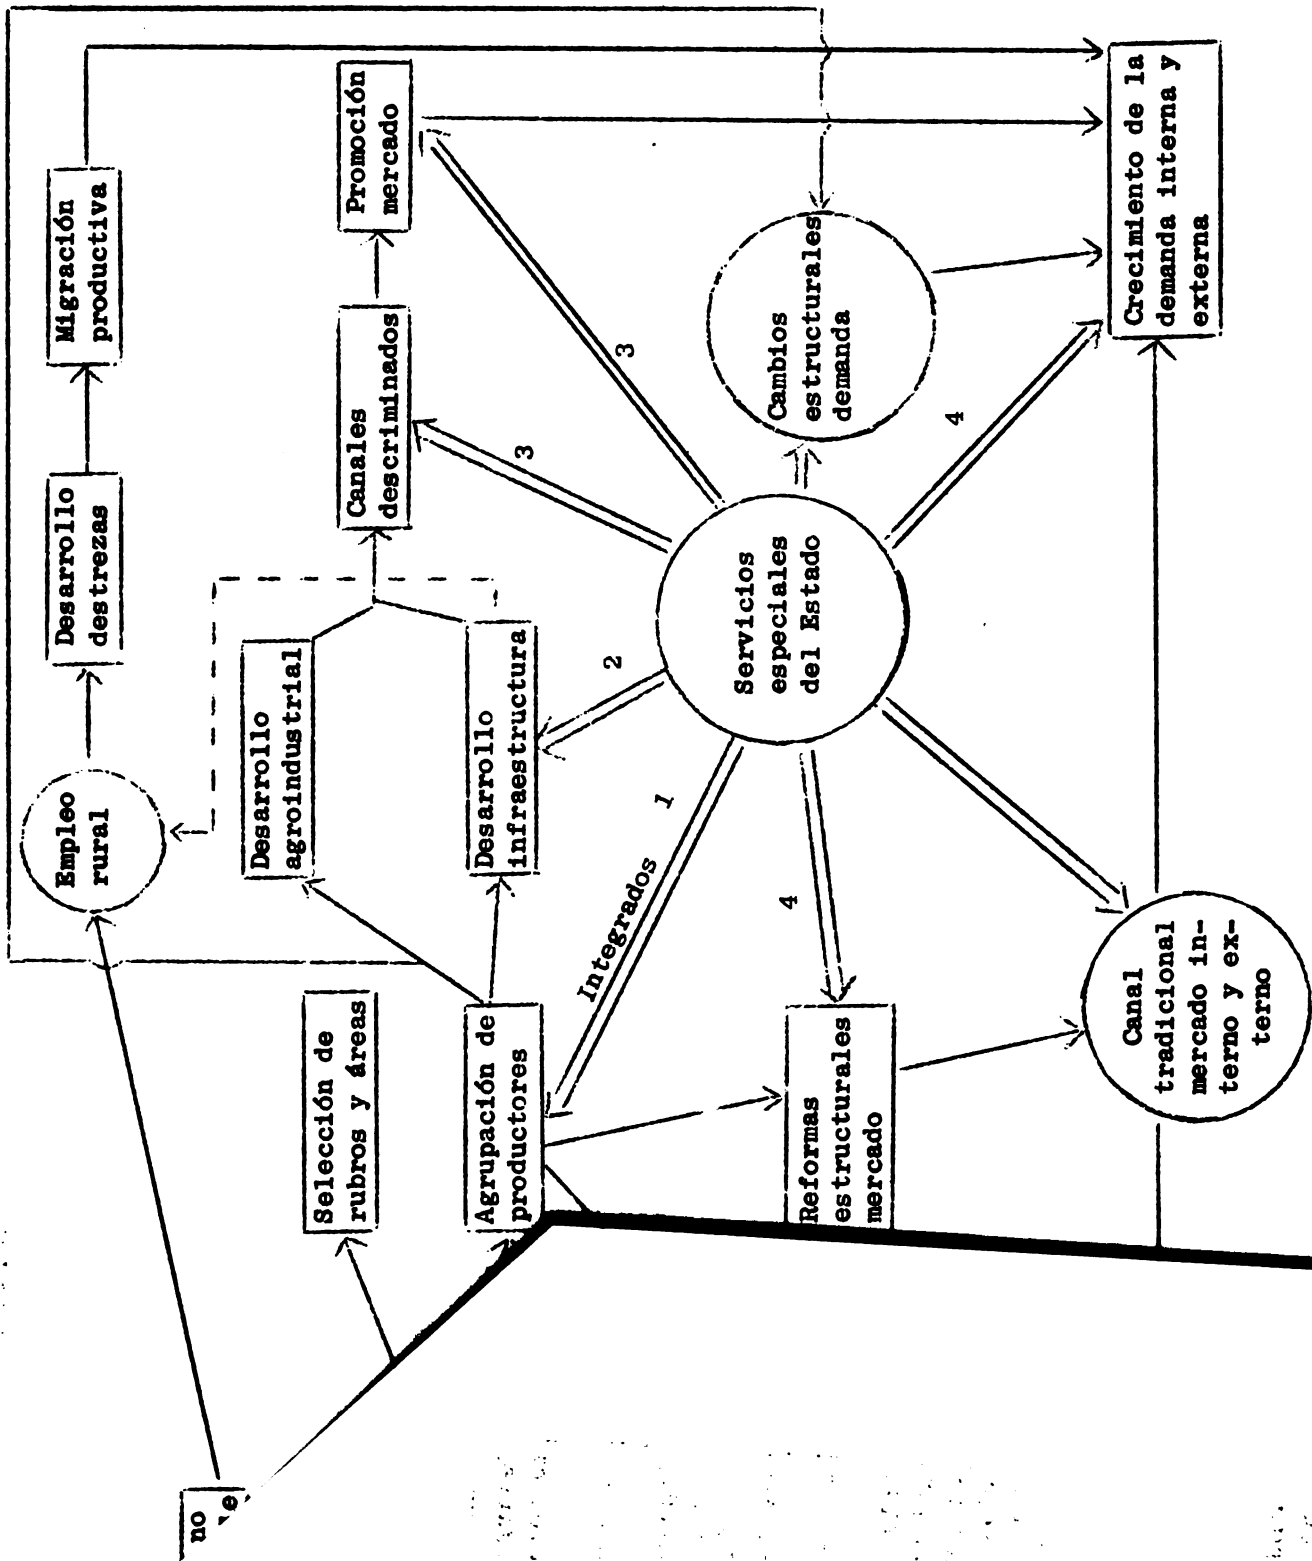 no
e
Empleo
rural
Desarrollo
destrezas
Migración
productiva
Selección de
rubros y áreas
Desarrollo
agroindustrial
Canales
descriminados
Promoción
mercado
Agrupación de
productores
Desarrollo
infraestructura
Integrados
1
2
3
3
Servicios
especiales
del Estado
Cambios
estructurales
demanda
4
4
Reformas
estructurales
mercado
Canal
tradicional
mercado in-
terno y ex-
terno
Crecimiento de la
demanda interna y
externa